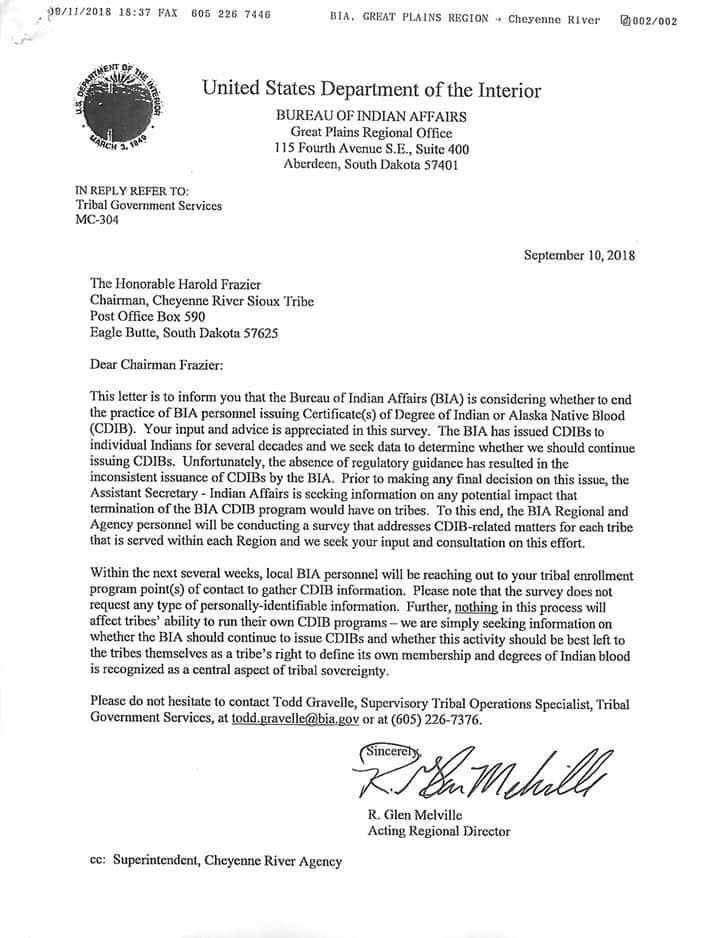 09/11/2018 18:37 FAX 605 226 7446
BIA. GREAT PLAINS REGION → Cheyenne River
002/002
U.S. DEPARTMENT OF THE INTERIOR
MARCH 3, 1849
United States Department of the Interior
BUREAU OF INDIAN AFFAIRS
Great Plains Regional Office
115 Fourth Avenue S.E., Suite 400
Aberdeen, South Dakota 57401
IN REPLY REFER TO:
Tribal Government Services
MC-304
September 10, 2018
The Honorable Harold Frazier
Chairman, Cheyenne River Sioux Tribe
Post Office Box 590
Eagle Butte, South Dakota 57625
Dear Chairman Frazier:
This letter is to inform you that the Bureau of Indian Affairs (BIA) is considering whether to end
the practice of BIA personnel issuing Certificate(s) of Degree of Indian or Alaska Native Blood
(CDIB). Your input and advice is appreciated in this survey. The BIA has issued CDIBs to
individual Indians for several decades and we seek data to determine whether we should continue
issuing CDIBs. Unfortunately, the absence of regulatory guidance has resulted in the
inconsistent issuance of CDIBs by the BIA. Prior to making any final decision on this issue, the
Assistant Secretary - Indian Affairs is seeking information on any potential impact that
termination of the BIA CDIB program would have on tribes. To this end, the BIA Regional and
Agency personnel will be conducting a survey that addresses CDIB-related matters for each tribe
that is served within each Region and we seek your input and consultation on this effort.
Within the next several weeks, local BIA personnel will be reaching out to your tribal enrollment
program point(s) of contact to gather CDIB information. Please note that the survey does not
request any type of personally-identifiable information. Further, nothing in this process will
affect tribes' ability to run their own CDIB programs – we are simply seeking information on
whether the BIA should continue to issue CDIBs and whether this activity should be best left to
the tribes themselves as a tribe's right to define its own membership and degrees of Indian blood
is recognized as a central aspect of tribal sovereignty.
Please do not hesitate to contact Todd Gravelle, Supervisory Tribal Operations Specialist, Tribal
Government Services, at todd.gravelle@bia.gov or at (605) 226-7376.
Sincerely,
R. Glen Melville
R. Glen Melville
Acting Regional Director
cc: Superintendent, Cheyenne River Agency